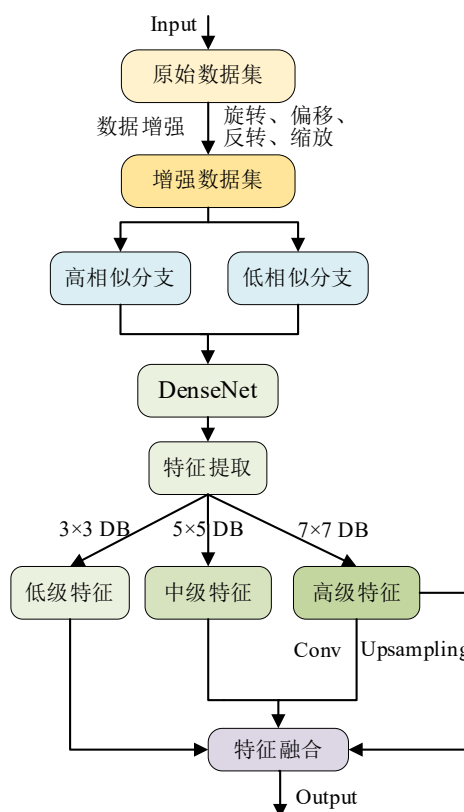 Input
原始数据集
数据增强
旋转、偏移、
反转、缩放
增强数据集
高相似分支
低相似分支
DenseNet
特征提取
3×3 DB
5×5 DB
7×7 DB
低级特征
中级特征
高级特征
Conv
Upsampling
特征融合
Output